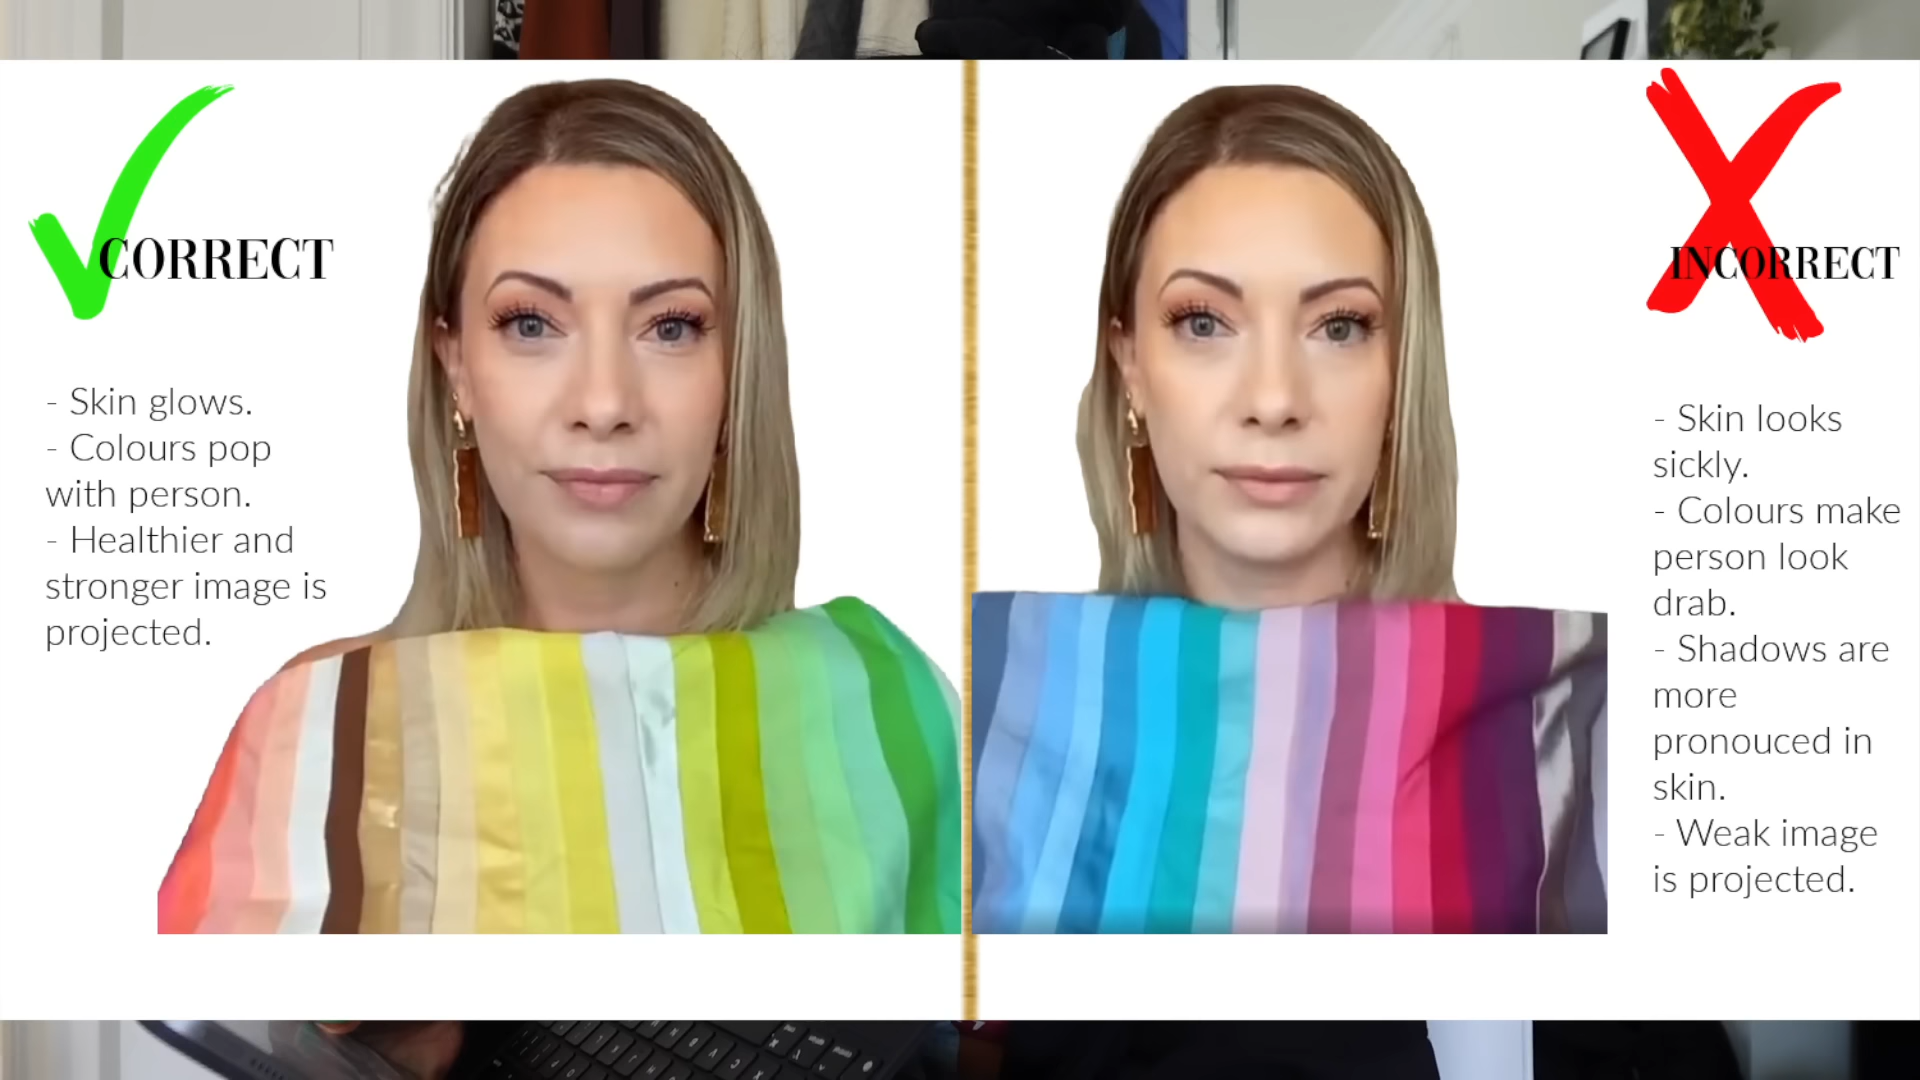 CORRECT
- Skin glows.
- Colours pop
with person.
- Healthier and
stronger image is
projected.
INCORRECT
- Skin looks
sickly.
- Colours make
person look
drab.
- Shadows are
more
pronouced in
skin.
- Weak image
is projected.